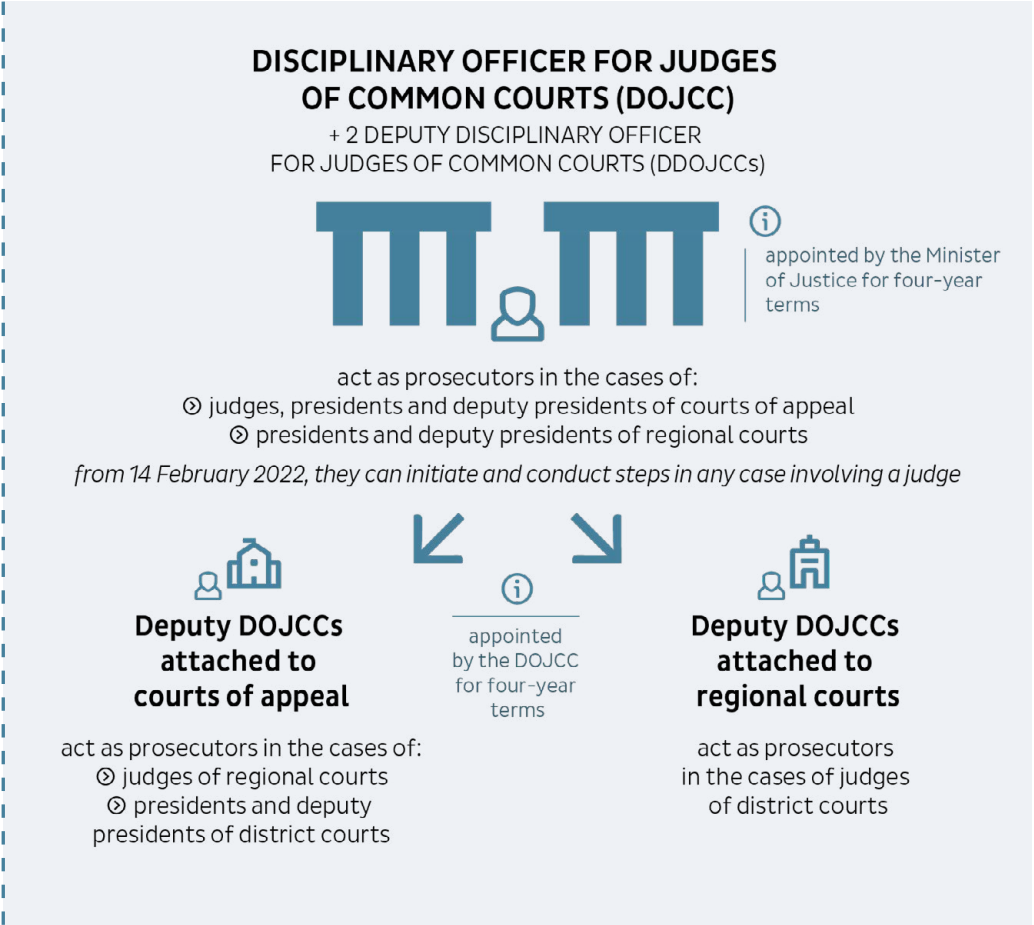 DISCIPLINARY OFFICER FOR JUDGES
OF COMMON COURTS (DOJCC)
+ 2 DEPUTY DISCIPLINARY OFFICER
FOR JUDGES OF COMMON COURTS (DDOJCCs)
appointed by the Minister
of Justice for four-year
terms
act as prosecutors in the cases of:
judges, presidents and deputy presidents of courts of appeal
presidents and deputy presidents of regional courts
from 14 February 2022, they can initiate and conduct steps in any case involving a judge
Deputy DOJCCs
attached to
courts of appeal
act as prosecutors in the cases of:
judges of regional courts
presidents and deputy
presidents of district courts
appointed
by the DOJCC
for four-year
terms
Deputy DOJCCs
attached to
regional courts
act as prosecutors
in the cases of judges
of district courts